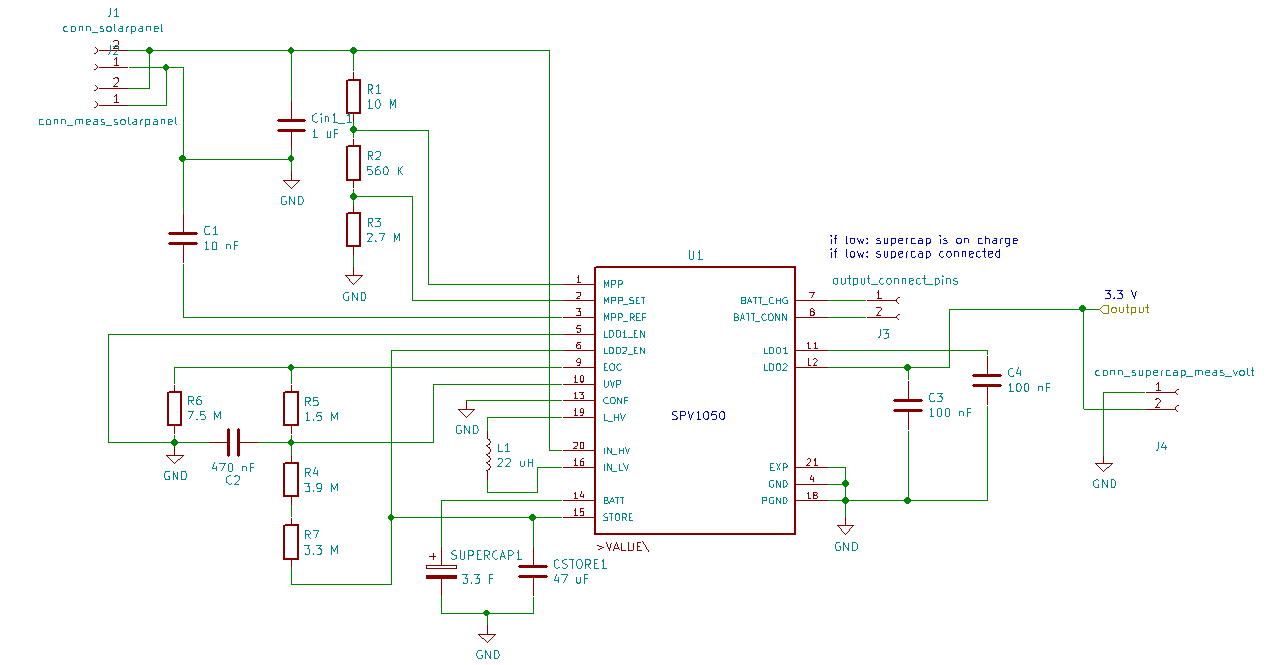 J1
conn_solarpanel
2
J2
1
2
1
conn_meas_solarpanel
Cin1_1
1 uF
GND
R1
10 M
R2
560 K
R3
2.7 M
GND
C1
10 nF
U1
if low: supercap is on charge
if low: supercap connected
output_connect_pins
1
2
J3
3.3 V
output
1 MPP
2 MPP_SET
3 MPP_REF
5 LDO1_EN
6 LDO2_EN
9 EOC
10 UVP
13 CONF
19 L_HV
20 IN_HV
16 IN_LV
14 BATT
15 STORE
BATT_CHG 7
BATT_CONN 8
LDO1 11
LDO2 12
SPV1050
EXP 21
GND 4
PGND 18
>VALUE\
C4
100 nF
C3
100 nF
conn_supercap_meas_volt
1
2
J4
GND
GND
R6
7.5 M
R5
1.5 M
GND
L1
22 uH
GND
470 nF
C2
R4
3.9 M
R7
3.3 M
+
SUPERCAP1
3.3 F
CSTORE1
47 uF
GND